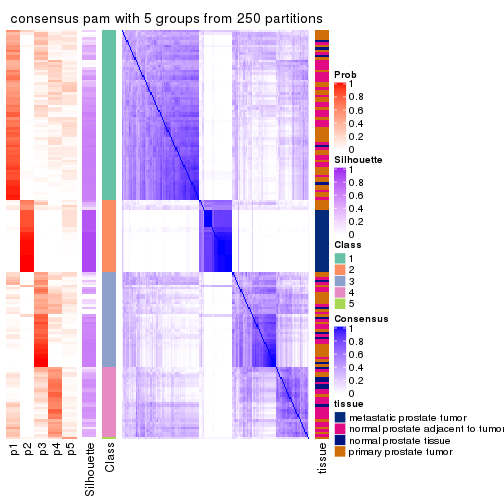 consensus pam with 5 groups from 250 partitions
Prob
1
0.8
0.6
0.4
0.2
0
Silhouette
1
0.8
0.6
0.4
0.2
0
Class
1
2
3
4
5
Consensus
1
0.8
0.6
0.4
0.2
0
tissue
metastatic prostate tumor
normal prostate adjacent to tumor
normal prostate tissue
primary prostate tumor
p1
p2
p3
p4
p5
Silhouette
Class
tissue